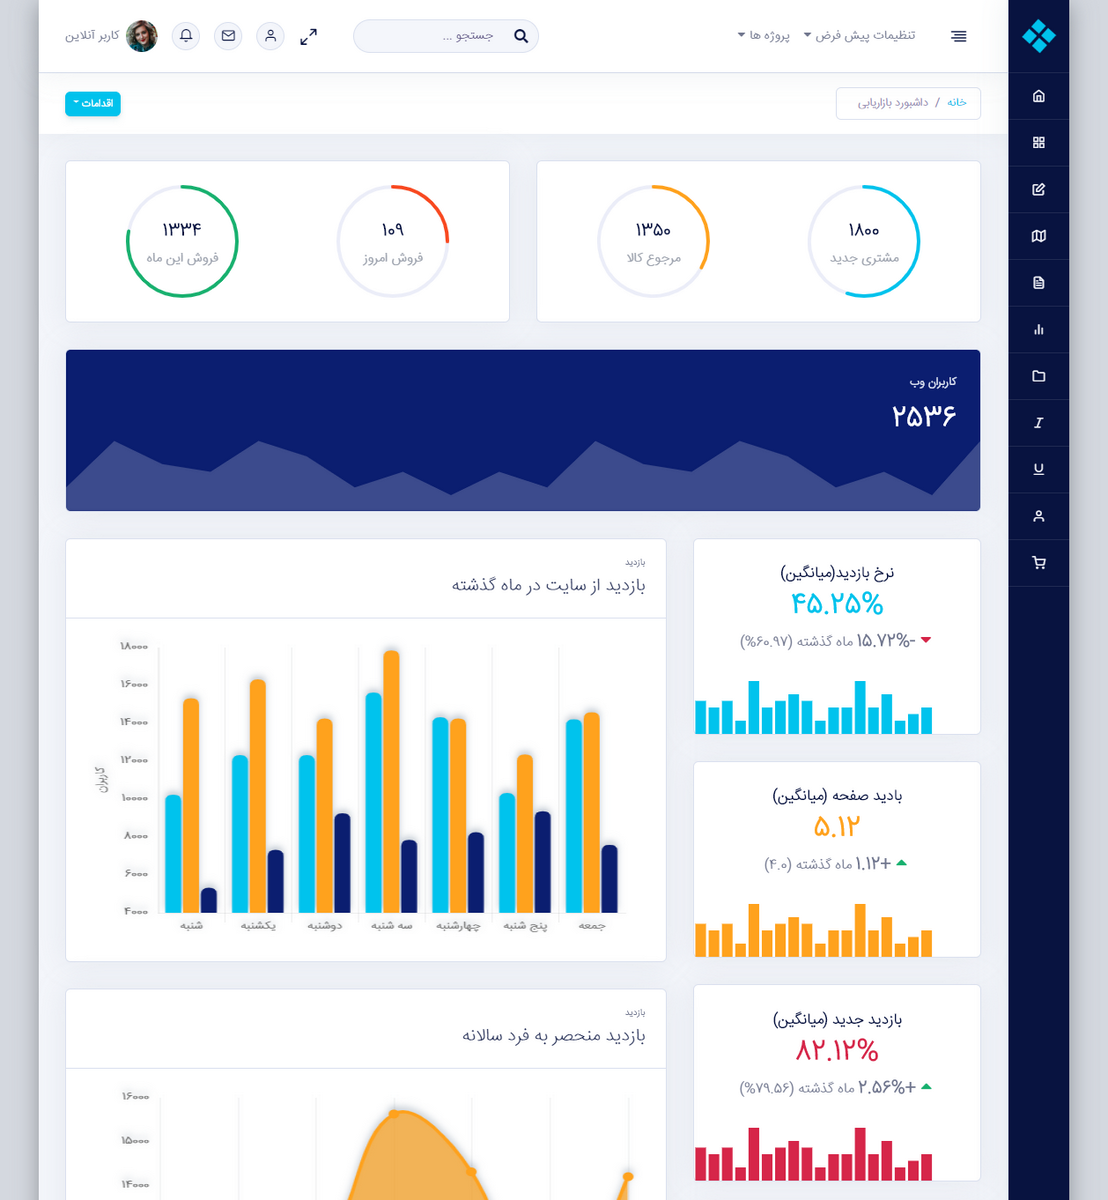 تنظیمات پیش فرض
پروژه ها
جستجو ...
کاربر آنلاین
خانه / داشبورد بازاریابی
اقدامات
۱۸۰۰
مشتری جدید
۱۳۵۰
مرجوع کالا
۱۰۹
فروش امروز
۱۳۳۴
فروش این ماه
کاربران وب
۲۵۳۶
نرخ بازدید(میانگین)
۴۵.۲۵%
-۱۵.۷۲% ماه گذشته (۶۰.۹۷%)
بادید صفحه (میانگین)
۵.۱۲
+۱.۱۲ ماه گذشته (۴.۰)
بازدید جدید (میانگین)
۸۲.۱۲%
+۲.۵۶% ماه گذشته (۷۹.۵۶%)
بازدید
بازدید از سایت در ماه گذشته
۱۸۰۰۰
۱۶۰۰۰
۱۴۰۰۰
۱۲۰۰۰
۱۰۰۰۰
۸۰۰۰
۶۰۰۰
۴۰۰۰
کاربران
شنبه
یکشنبه
دوشنبه
سه شنبه
چهارشنبه
پنج شنبه
جمعه
بازدید
بازدید منحصر به فرد سالانه
۱۶۰۰۰
۱۵۰۰۰
۱۴۰۰۰